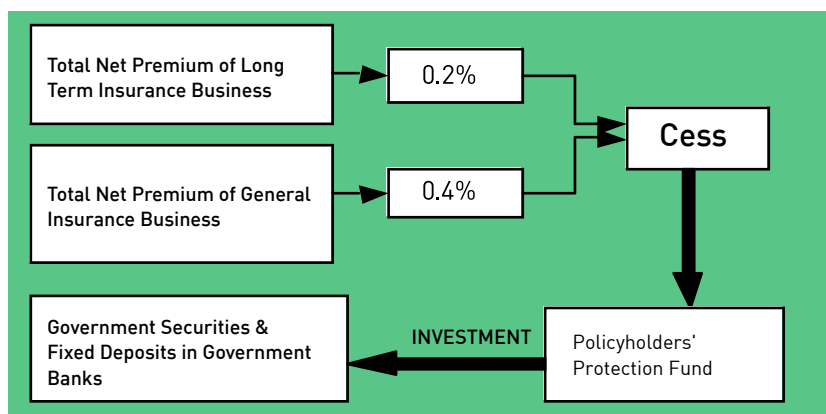 Total Net Premium of Long
Term Insurance Business
0.2%
Cess
Total Net Premium of General
Insurance Business
0.4%
Government Securities &
Fixed Deposits in Government
Banks
INVESTMENT
Policyholders'
Protection Fund